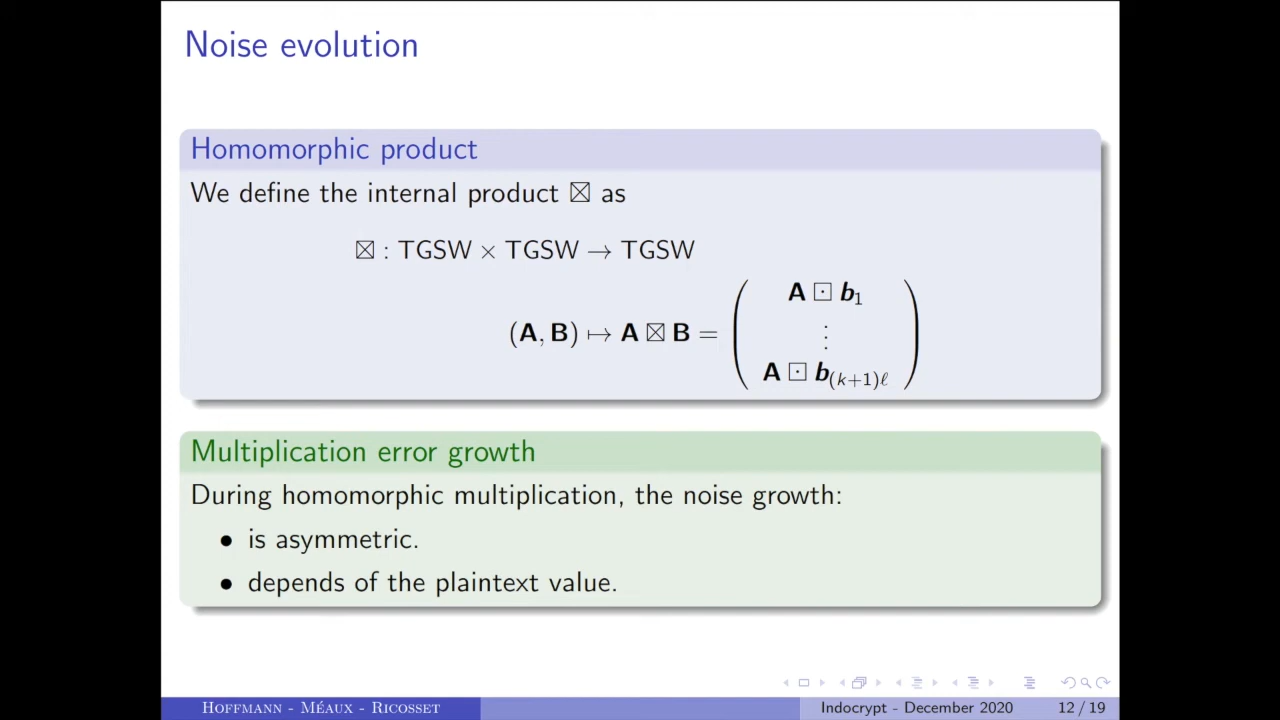 Noise evolution
Homomorphic product
We define the internal product ⊠ as
⊠ : TGSW × TGSW → TGSW
(A, B) ↦ A ⊠ B = ( A ⊡ b₁
⋮
A ⊡ b₍ₖ₊₁₎ℓ )
Multiplication error growth
During homomorphic multiplication, the noise growth:
• is asymmetric.
• depends of the plaintext value.
Hoffmann - Méaux - Ricosset
Indocrypt - December 2020
12 / 19